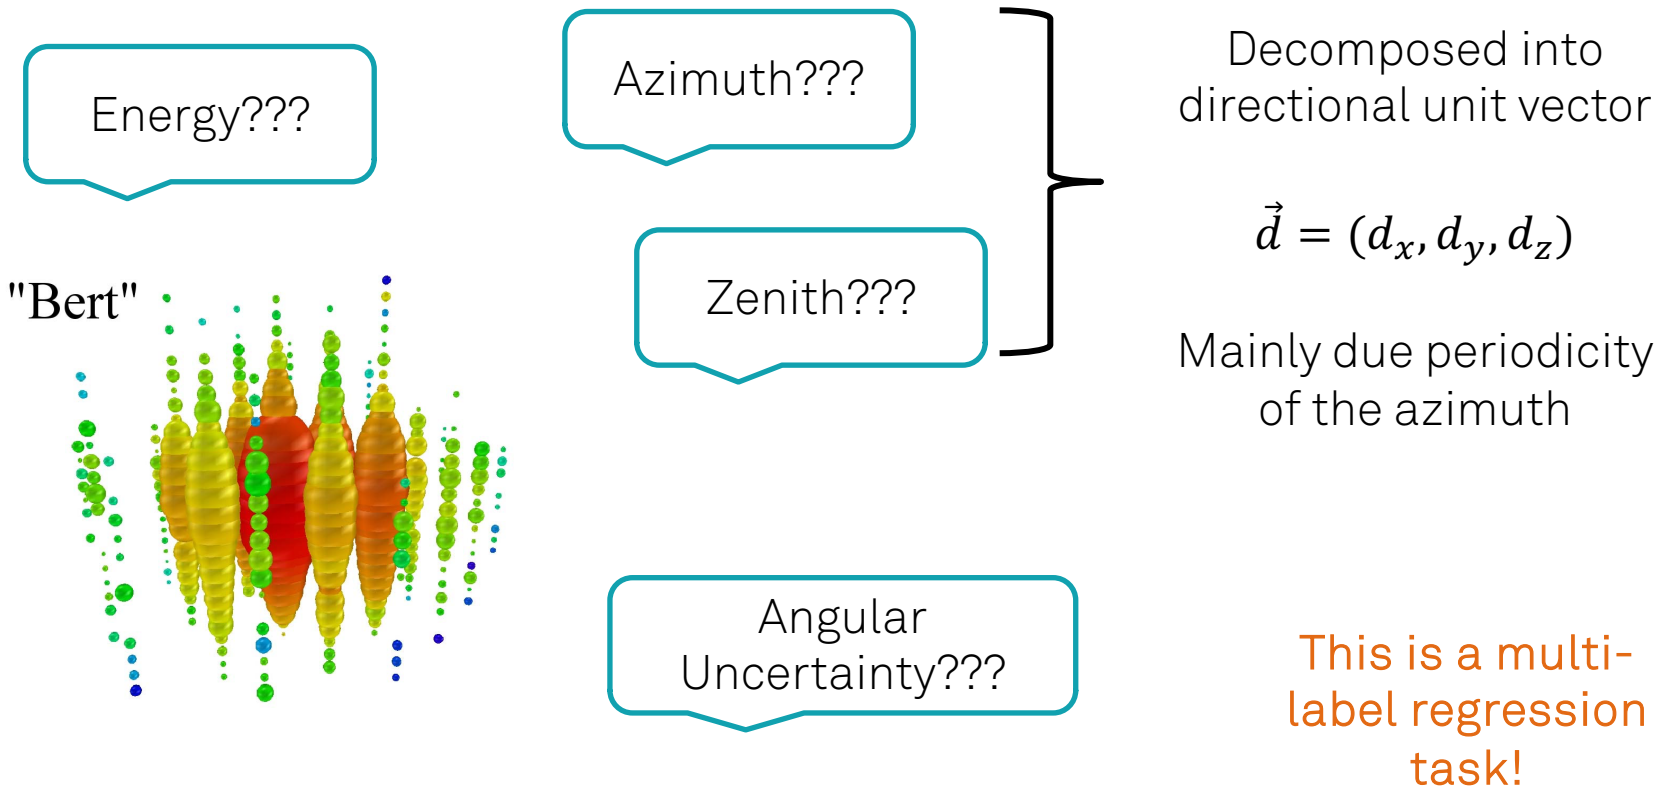 Energy???
Azimuth???
Zenith???
Decomposed into
directional unit vector
$\vec{d} = (d_x, d_y, d_z)$
Mainly due periodicity
of the azimuth
"Bert"
Angular
Uncertainty???
This is a multi-
label regression
task!